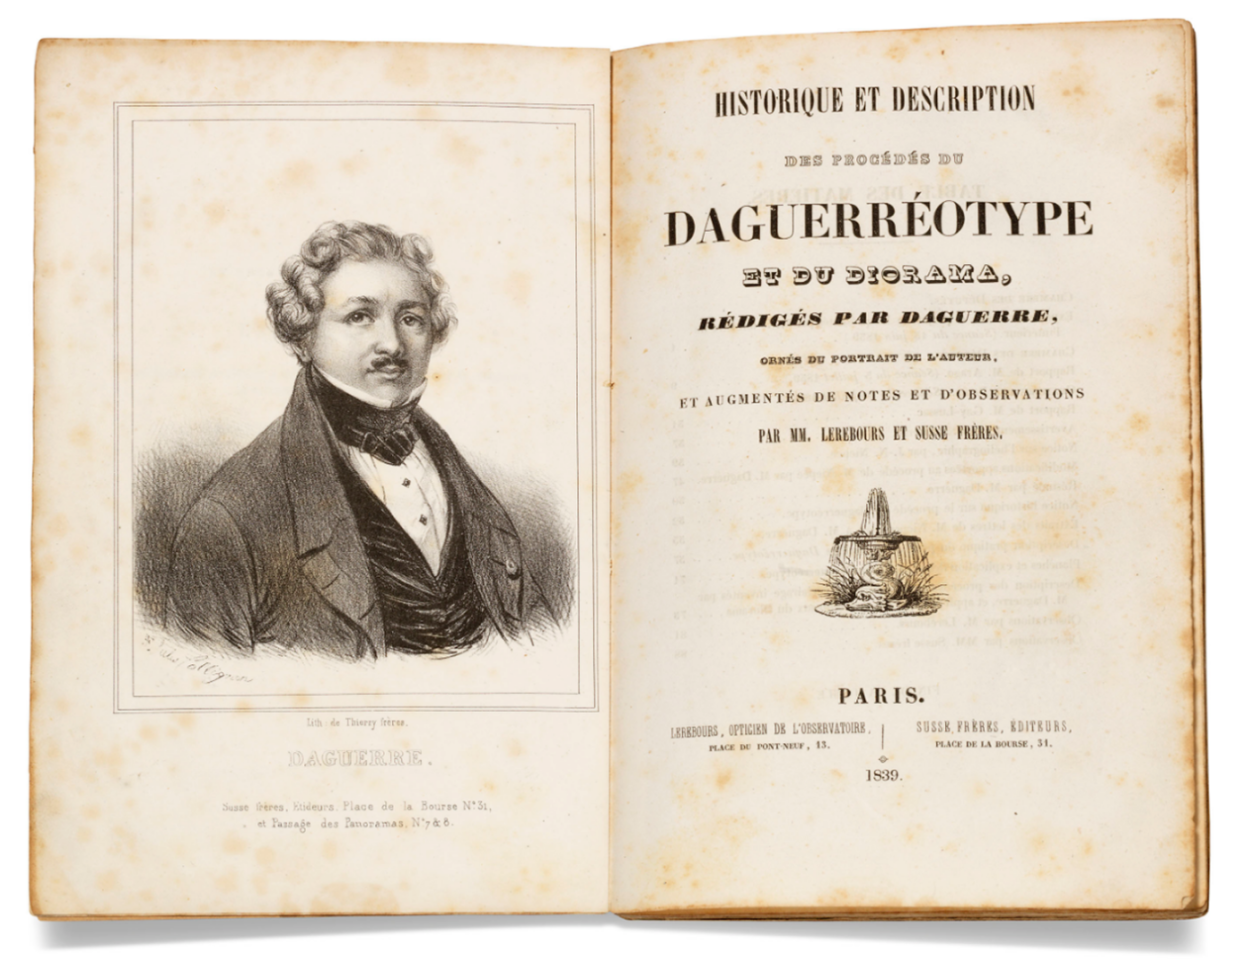 Lith: de Thierry frères.
DAGUERRE.
Susse frères, Editeurs, Place de la Bourse N°31,
et Passage des Panoramas, N°7 & 8.
HISTORIQUE ET DESCRIPTION
DES PROCÉDÉS DU
DAGUERRÉOTYPE
ET DU DIORAMA,
RÉDIGÉS PAR DAGUERRE,
ORNÉS DU PORTRAIT DE L'AUTEUR,
ET AUGMENTÉS DE NOTES ET D'OBSERVATIONS
PAR MM. LEREBOURS ET SUSSE FRÈRES.
PARIS.
LEREBOURS, OPTICIEN DE L'OBSERVATOIRE,
PLACE DU PONT-NEUF, 13.
SUSSE, FRÈRES, ÉDITEURS,
PLACE DE LA BOURSE, 31.
1839.